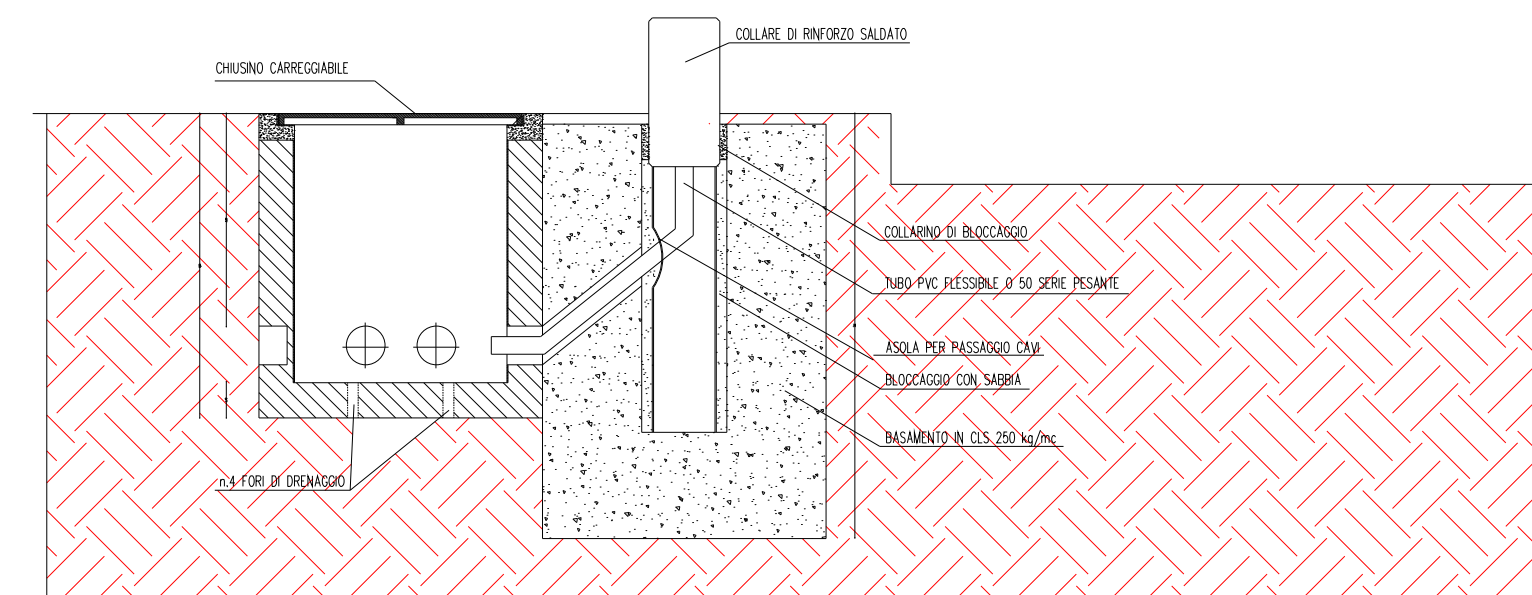 COLLARE DI RINFORZO SALDATO
CHIUSINO CARREGGIABILE
COLLARINO DI BLOCCAGGIO
TUBO PVC FLESSIBILE O 50 SERIE PESANTE
ASOLA PER PASSAGGIO CAVI
BLOCCAGGIO CON SABBIA
BASAMENTO IN CLS 250 kg/mc
n.4 FORI DI DRENAGGIO